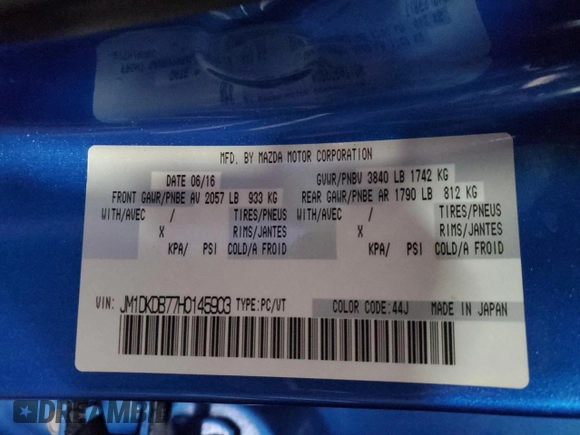 MFD. BY MAZDA MOTOR CORPORATION
DATE 06/16 GVWR/PNBV 3840 LB 1742 KG
FRONT GAWR/PNBE AV 2057 LB 933 KG REAR GAWR/PNBE AR 1790 LB 812 KG
WITH/AVEC / TIRES/PNEUS WITH/AVEC / TIRES/PNEUS
X RIMS/JANTES X RIMS/JANTES
KPA/ PSI COLD/A FROID KPA/ PSI COLD/A FROID
VIN: JM1DKDB77H0145903 TYPE:PC/VT COLOR CODE:44J MADE IN JAPAN
DREAMBID